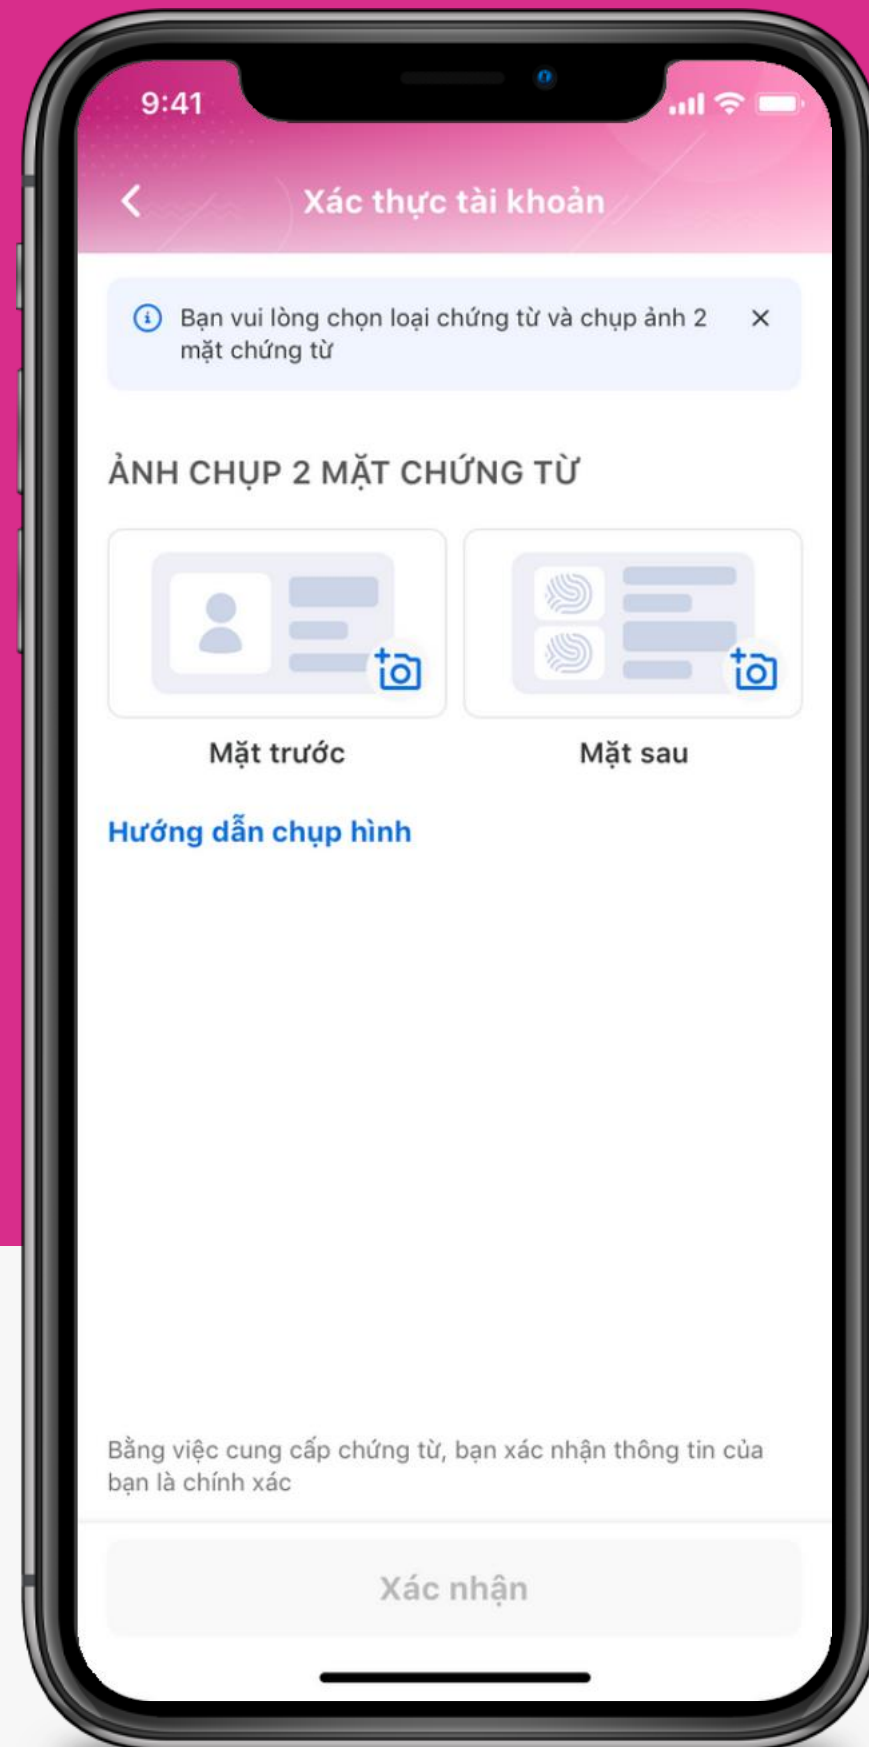 9:41
Xác thực tài khoản
Bạn vui lòng chọn loại chứng từ và chụp ảnh 2
mặt chứng từ
ẢNH CHỤP 2 MẶT CHỨNG TỪ
Mặt trước
Mặt sau
Hướng dẫn chụp hình
Bằng việc cung cấp chứng từ, bạn xác nhận thông tin của
bạn là chính xác
Xác nhận